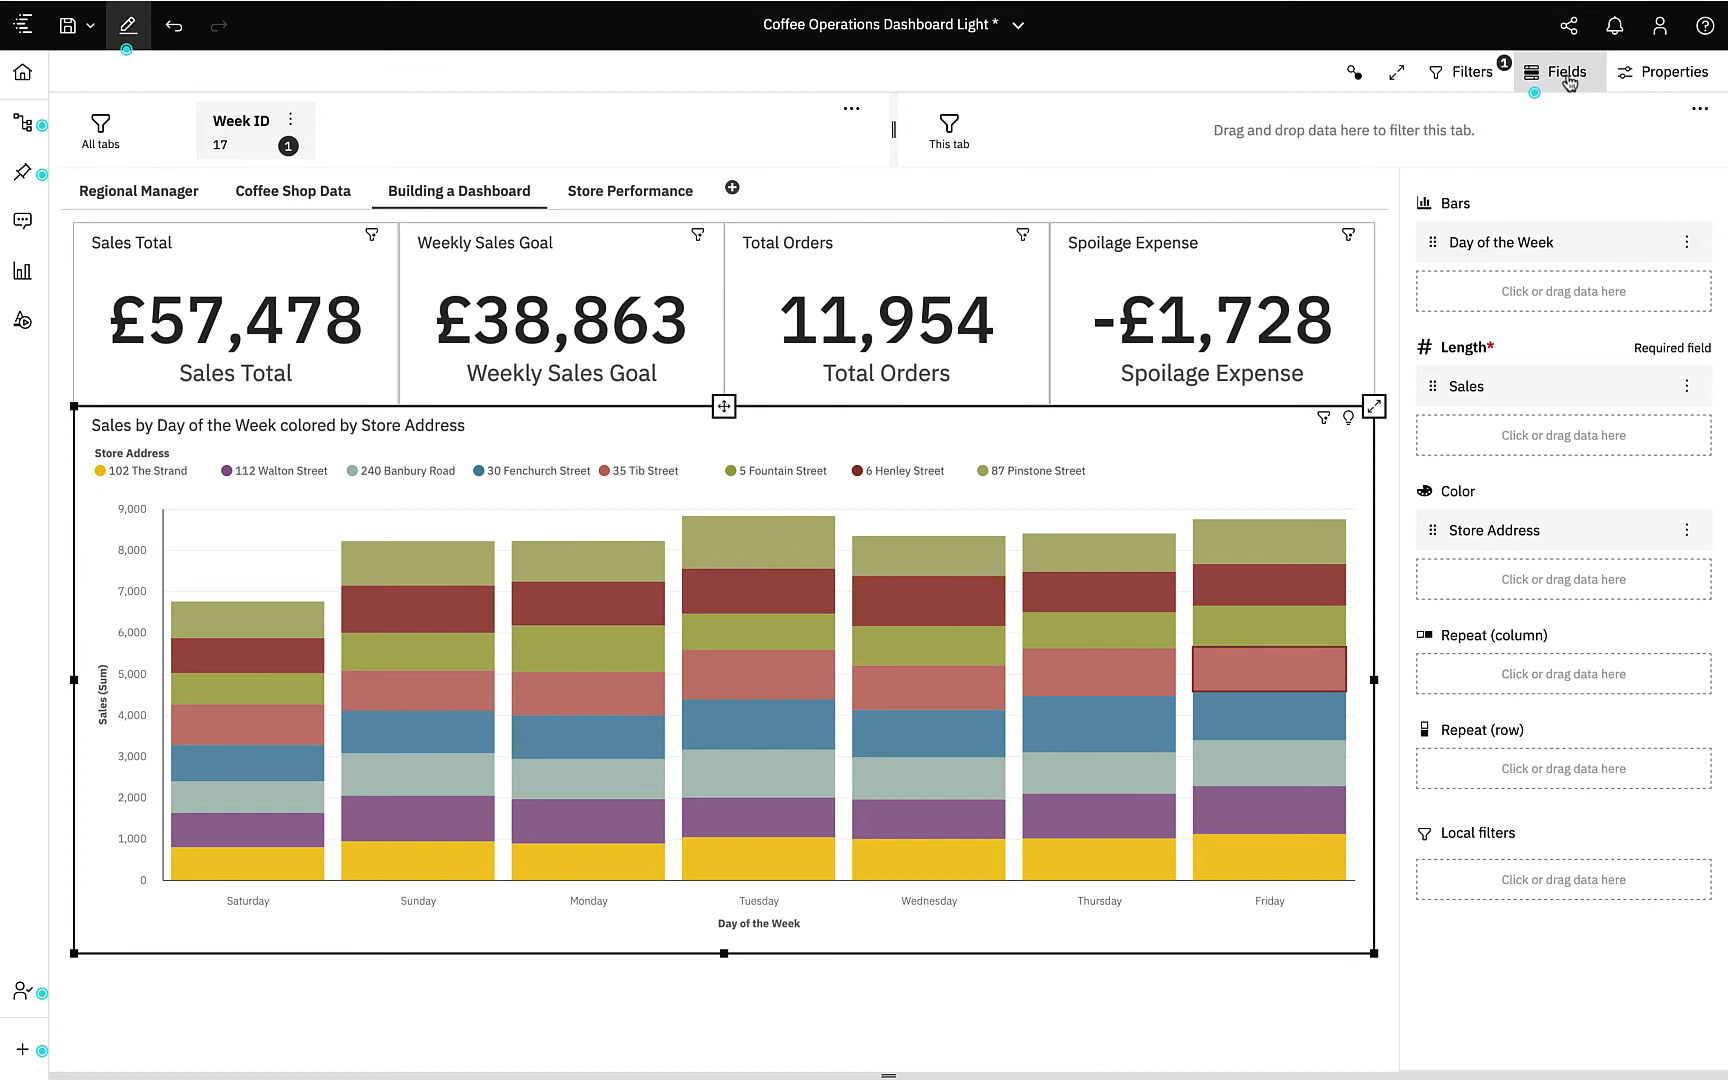 Coffee Operations Dashboard Light *
Filters 1
Fields
Properties
All tabs
Week ID
17
1
This tab
Drag and drop data here to filter this tab.
Regional Manager
Coffee Shop Data
Building a Dashboard
Store Performance
Sales Total
£57,478
Sales Total
Weekly Sales Goal
£38,863
Weekly Sales Goal
Total Orders
11,954
Total Orders
Spoilage Expense
-£1,728
Spoilage Expense
Sales by Day of the Week colored by Store Address
Store Address
102 The Strand
112 Walton Street
240 Banbury Road
30 Fenchurch Street
35 Tib Street
5 Fountain Street
6 Henley Street
87 Pinstone Street
9,000
8,000
7,000
6,000
5,000
4,000
3,000
2,000
1,000
0
Sales (Sum)
Saturday
Sunday
Monday
Tuesday
Wednesday
Thursday
Friday
Day of the Week
Bars
Day of the Week
Click or drag data here
# Length* Required field
Sales
Click or drag data here
Color
Store Address
Click or drag data here
Repeat (column)
Click or drag data here
Repeat (row)
Click or drag data here
Local filters
Click or drag data here